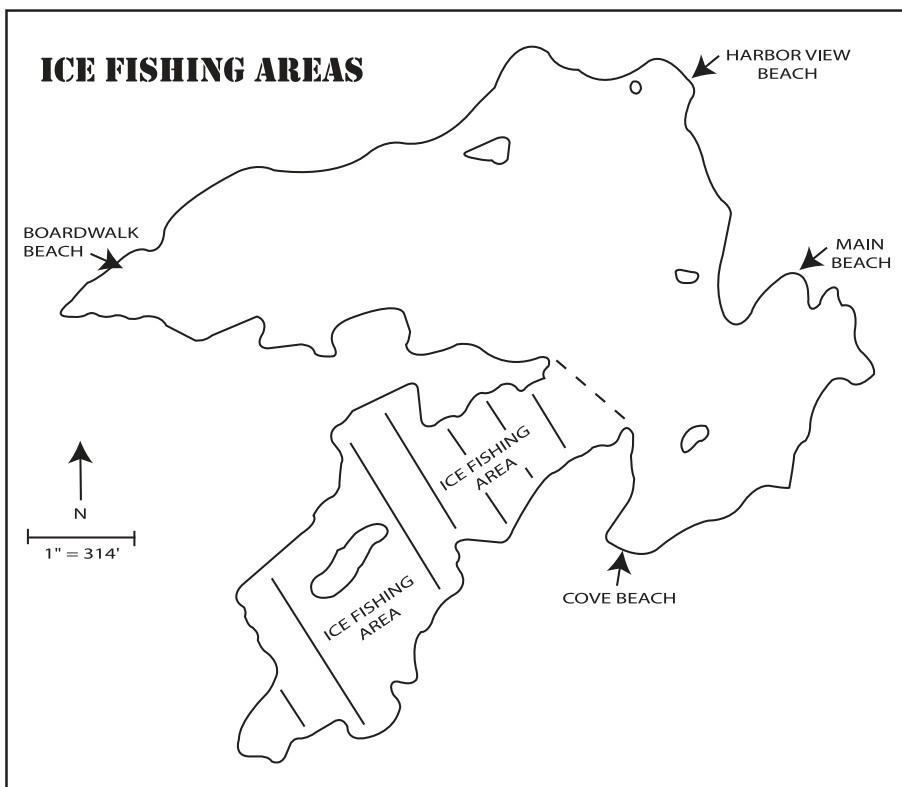 ICE FISHING AREAS
HARBOR VIEW
BEACH
BOARDWALK
BEACH
MAIN
BEACH
ICE FISHING
AREA
N
1" = 314'
ICE FISHING
AREA
COVE BEACH